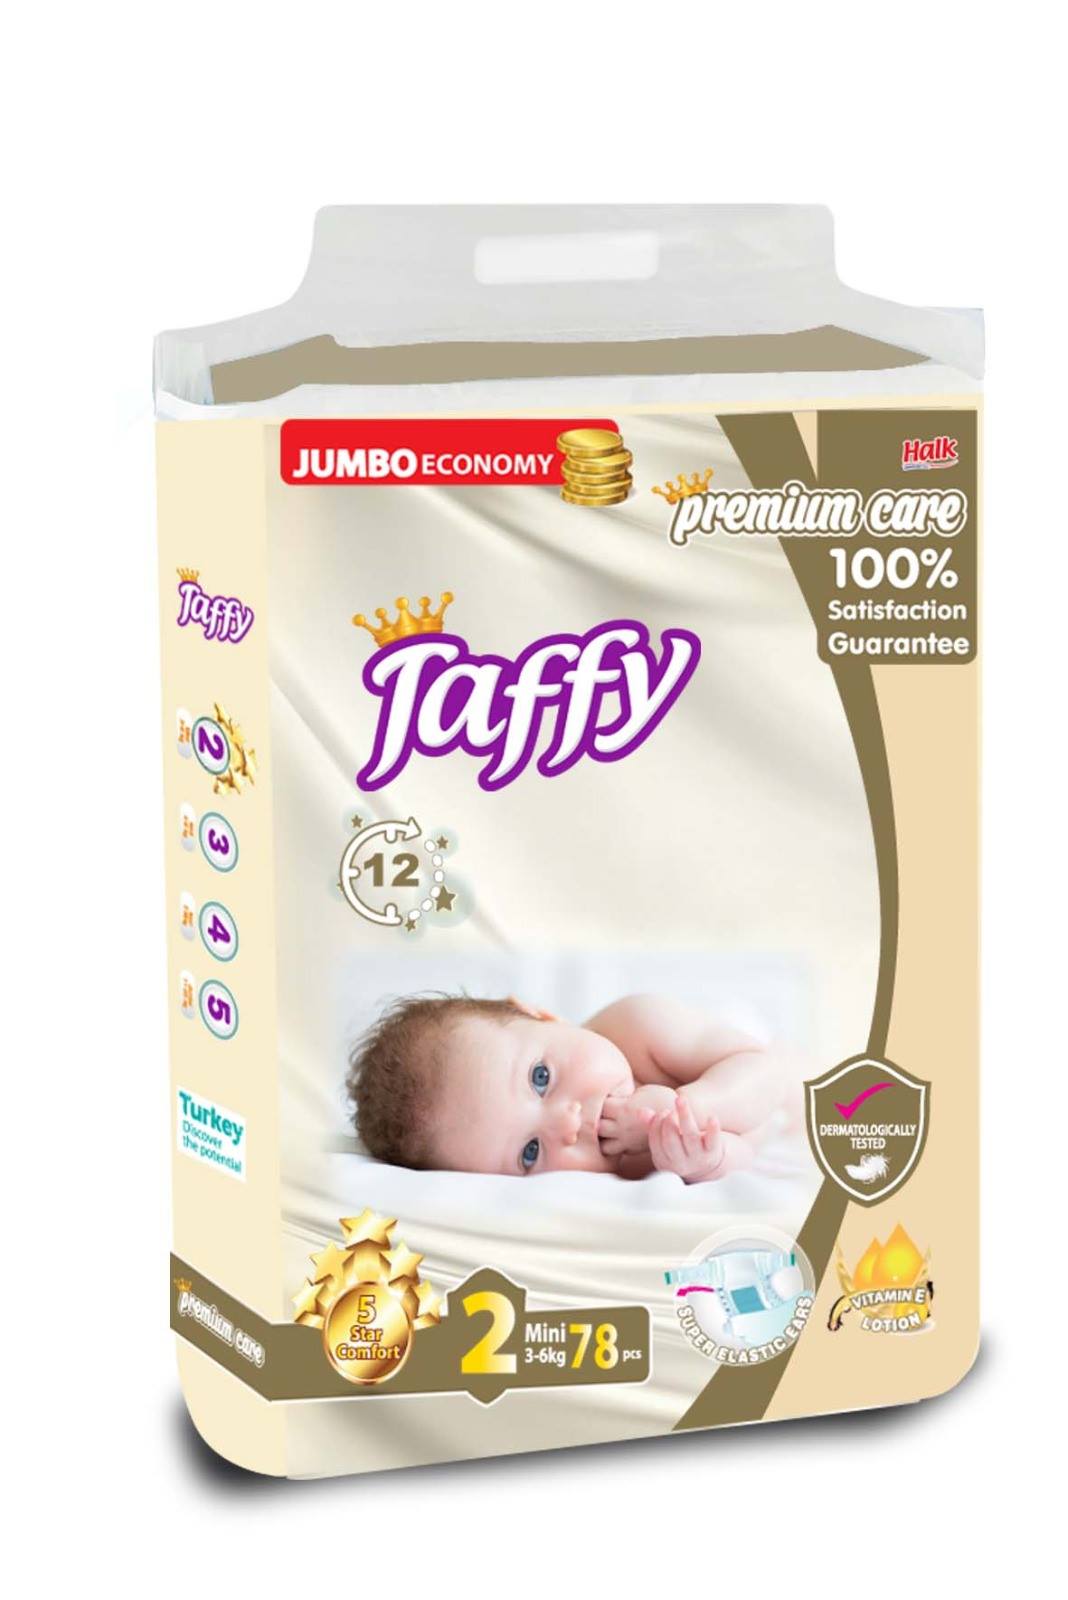 JUMBO ECONOMY
Halk
premium care
100%
Satisfaction
Guarantee
Taffy
12
Taffy
2
3
4
5
Turkey
Discover
the potential
premium care
DERMATOLOGICALLY
TESTED
5
Star
Comfort
2
Mini
3-6kg
78 pcs
SUPER ELASTIC EARS
VITAMIN E
LOTION